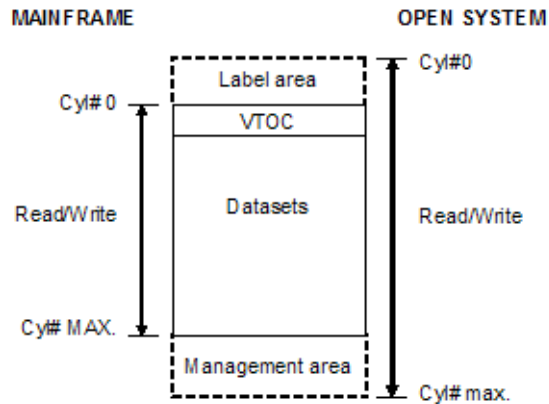 MAINFRAME
OPEN SYSTEM
Cyl#0
Label area
Cyl# 0
VTOC
Read/Write
Datasets
Read/Write
Cyl# MAX.
Management area
Cyl# max.